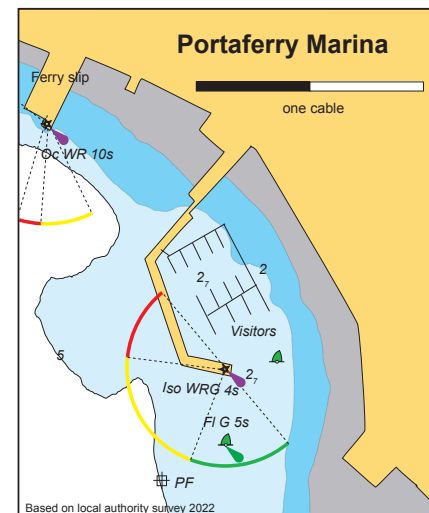 Portaferry Marina
one cable
Ferry slip
Oc WR 10s
2₇
2
Visitors
5
2₇
Iso WRG 4s
Fl G 5s
PF
Based on local authority survey 2022